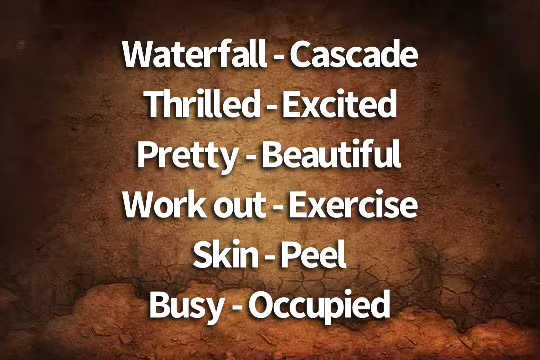 Waterfall - Cascade
Thrilled - Excited
Pretty - Beautiful
Work out - Exercise
Skin - Peel
Busy - Occupied